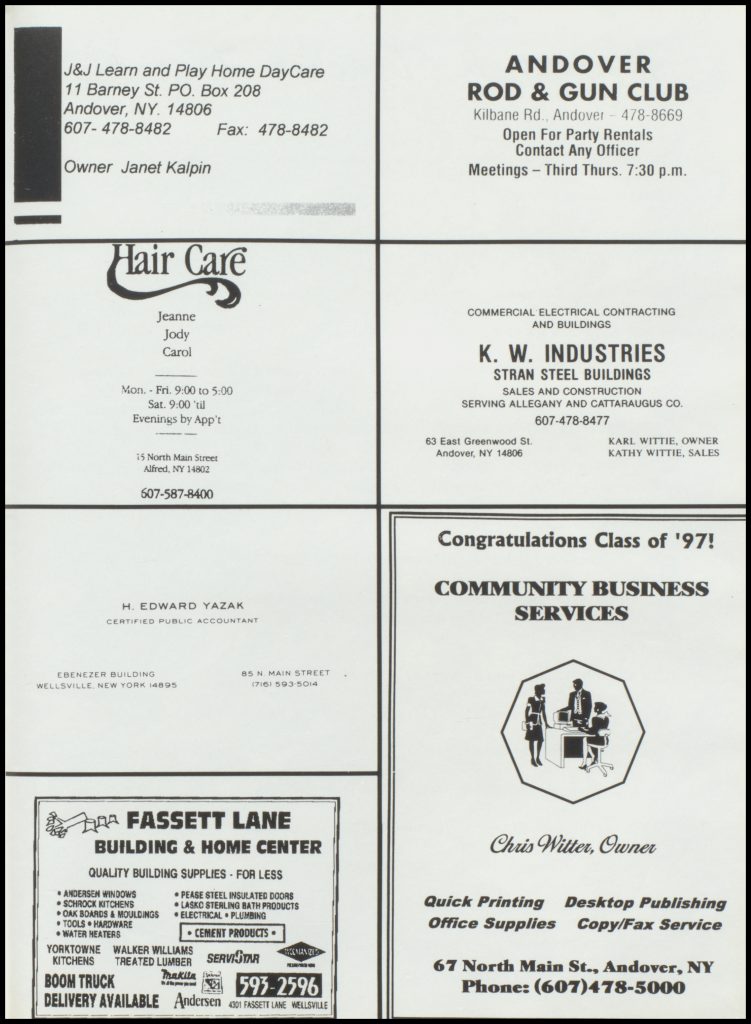 J&J Learn and Play Home DayCare
11 Barney St. PO. Box 208
Andover, NY. 14806
607- 478-8482 Fax: 478-8482
Owner Janet Kalpin
ANDOVER
ROD & GUN CLUB
Kilbane Rd., Andover – 478-8669
Open For Party Rentals
Contact Any Officer
Meetings – Third Thurs. 7:30 p.m.
Hair Care
Jeanne
Jody
Carol
Mon. - Fri. 9:00 to 5:00
Sat. 9:00 'til
Evenings by App't
15 North Main Street
Alfred, NY 14802
607-587-8400
COMMERCIAL ELECTRICAL CONTRACTING
AND BUILDINGS
K. W. INDUSTRIES
STRAN STEEL BUILDINGS
SALES AND CONSTRUCTION
SERVING ALLEGANY AND CATTARAUGUS CO.
607-478-8477
63 East Greenwood St.
Andover, NY 14806
KARL WITTIE, OWNER
KATHY WITTIE, SALES
H. EDWARD YAZAK
CERTIFIED PUBLIC ACCOUNTANT
EBENEZER BUILDING
WELLSVILLE, NEW YORK 14895
85 N. MAIN STREET
(716) 593-5014
Congratulations Class of '97!
COMMUNITY BUSINESS
SERVICES
Chris Witter, Owner
Quick Printing Desktop Publishing
Office Supplies Copy/Fax Service
67 North Main St., Andover, NY
Phone: (607)478-5000
FASSETT LANE
BUILDING & HOME CENTER
QUALITY BUILDING SUPPLIES - FOR LESS
• ANDERSEN WINDOWS
• SCHROCK KITCHENS
• OAK BOARDS & MOULDINGS
• TOOLS • HARDWARE
• WATER HEATERS
• PEASE STEEL INSULATED DOORS
• LASKO STERLING BATH PRODUCTS
• ELECTRICAL • PLUMBING
• CEMENT PRODUCTS •
YORKTOWNE
KITCHENS
WALKER WILLIAMS
TREATED LUMBER
SERVISTAR
BOOM TRUCK
DELIVERY AVAILABLE
Makita
Andersen
593-2596
4301 FASSETT LANE WELLSVILLE